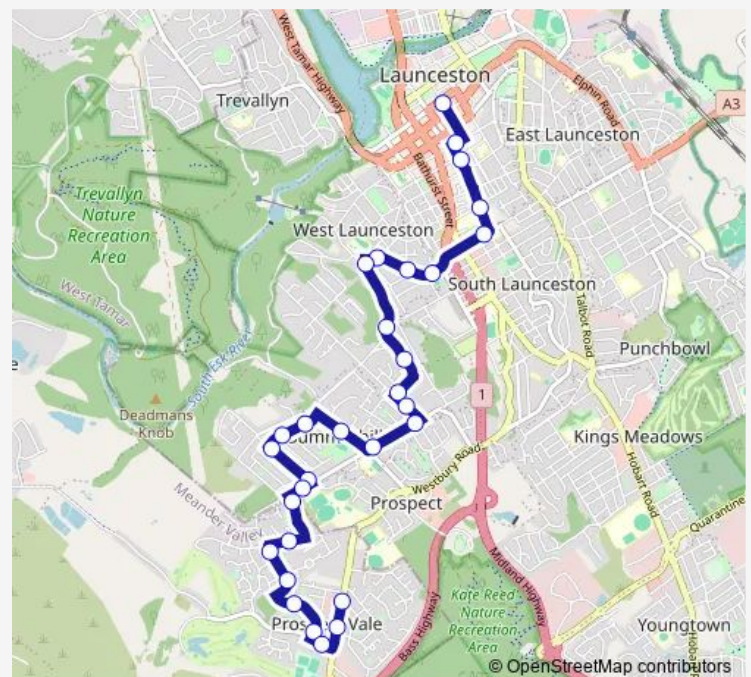 West Tamar Highway
Launceston
Trevallyn
Elphin Road
A3
East Launceston
Bathurst Street
Trevallyn
Nature
Recreation
Area
West Launceston
South Launceston
West Tamar
South Esk River
Talbot Road
Punchbowl
Deadmans
Knob
1
Kings Meadows
Westbury Road
Hobart Road
Meander Valley
Prospect
Quarantine
Midland Highway
Bass Highway
Kate Reed
Nature
Recreation
Area
Vale
Youngtown
© OpenStreetMap contributors